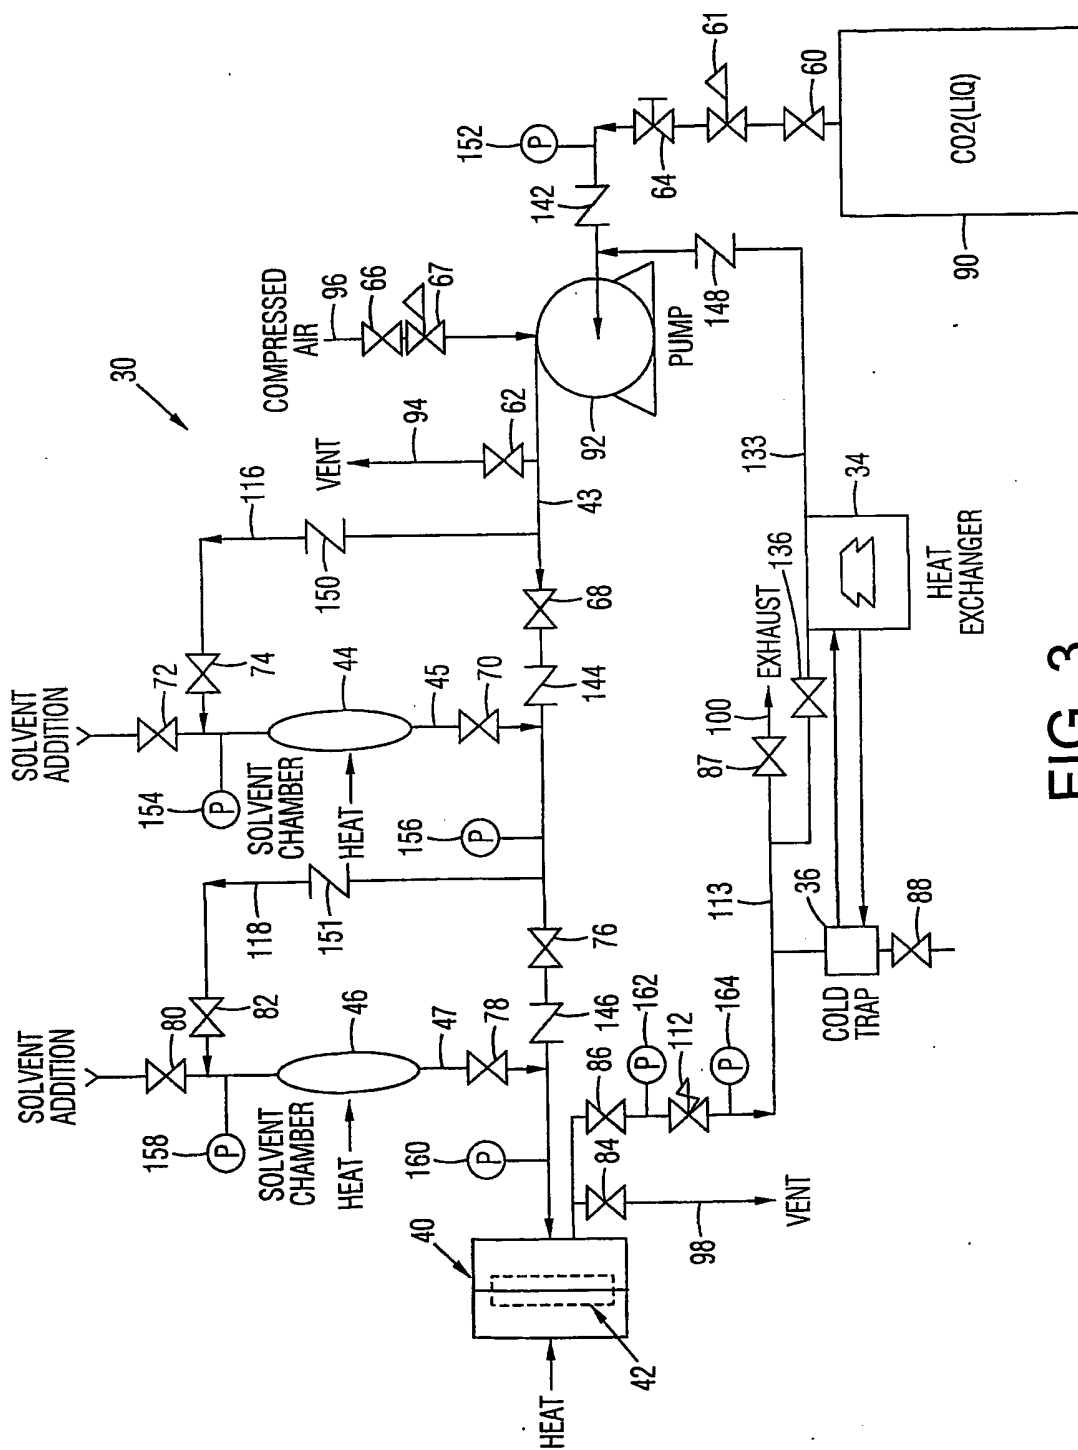 SOLVENT
ADDITION
SOLVENT
ADDITION
30
80
72
158
82
118
154
74
116
COMPRESSED
AIR
96
66
67
SOLVENT
CHAMBER
46
SOLVENT
CHAMBER
44
VENT
HEAT
151
HEAT
150
94
47
45
160
78
156
70
62
152
P
P
P
P
P
146
76
144
68
43
92
142
HEAT
40
42
86
162
P
112
164
P
84
98
VENT
PUMP
64
61
60
148
113
87
100
EXHAUST
136
133
36
34
COLD
TRAP
88
HEAT
EXCHANGER
90
CO2(LIQ)
FIG. 3